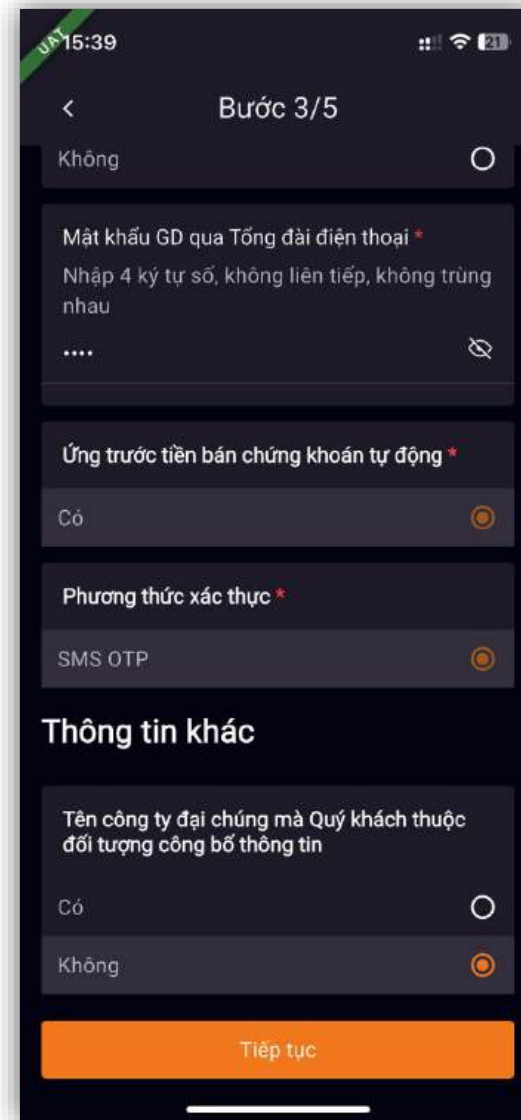 UAT
15:39
21
Bước 3/5
Không
Mật khẩu GD qua Tổng đài điện thoại *
Nhập 4 ký tự số, không liên tiếp, không trùng
nhau
••••
Ứng trước tiền bán chứng khoán tự động *
Có
Phương thức xác thực *
SMS OTP
Thông tin khác
Tên công ty đại chúng mà Quý khách thuộc
đối tượng công bố thông tin
Có
Không
Tiếp tục